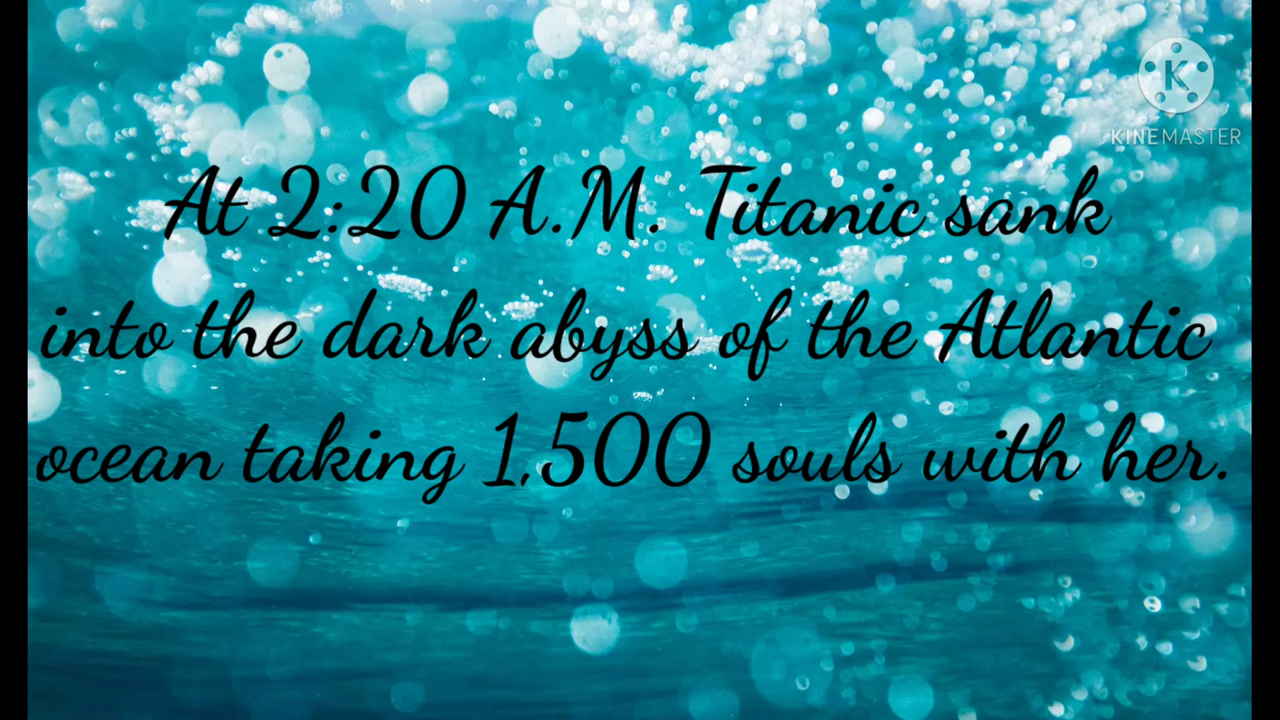 K
KINEMASTER
At 2:20 A.M. Titanic sank
into the dark abyss of the Atlantic
ocean taking 1,500 souls with her.